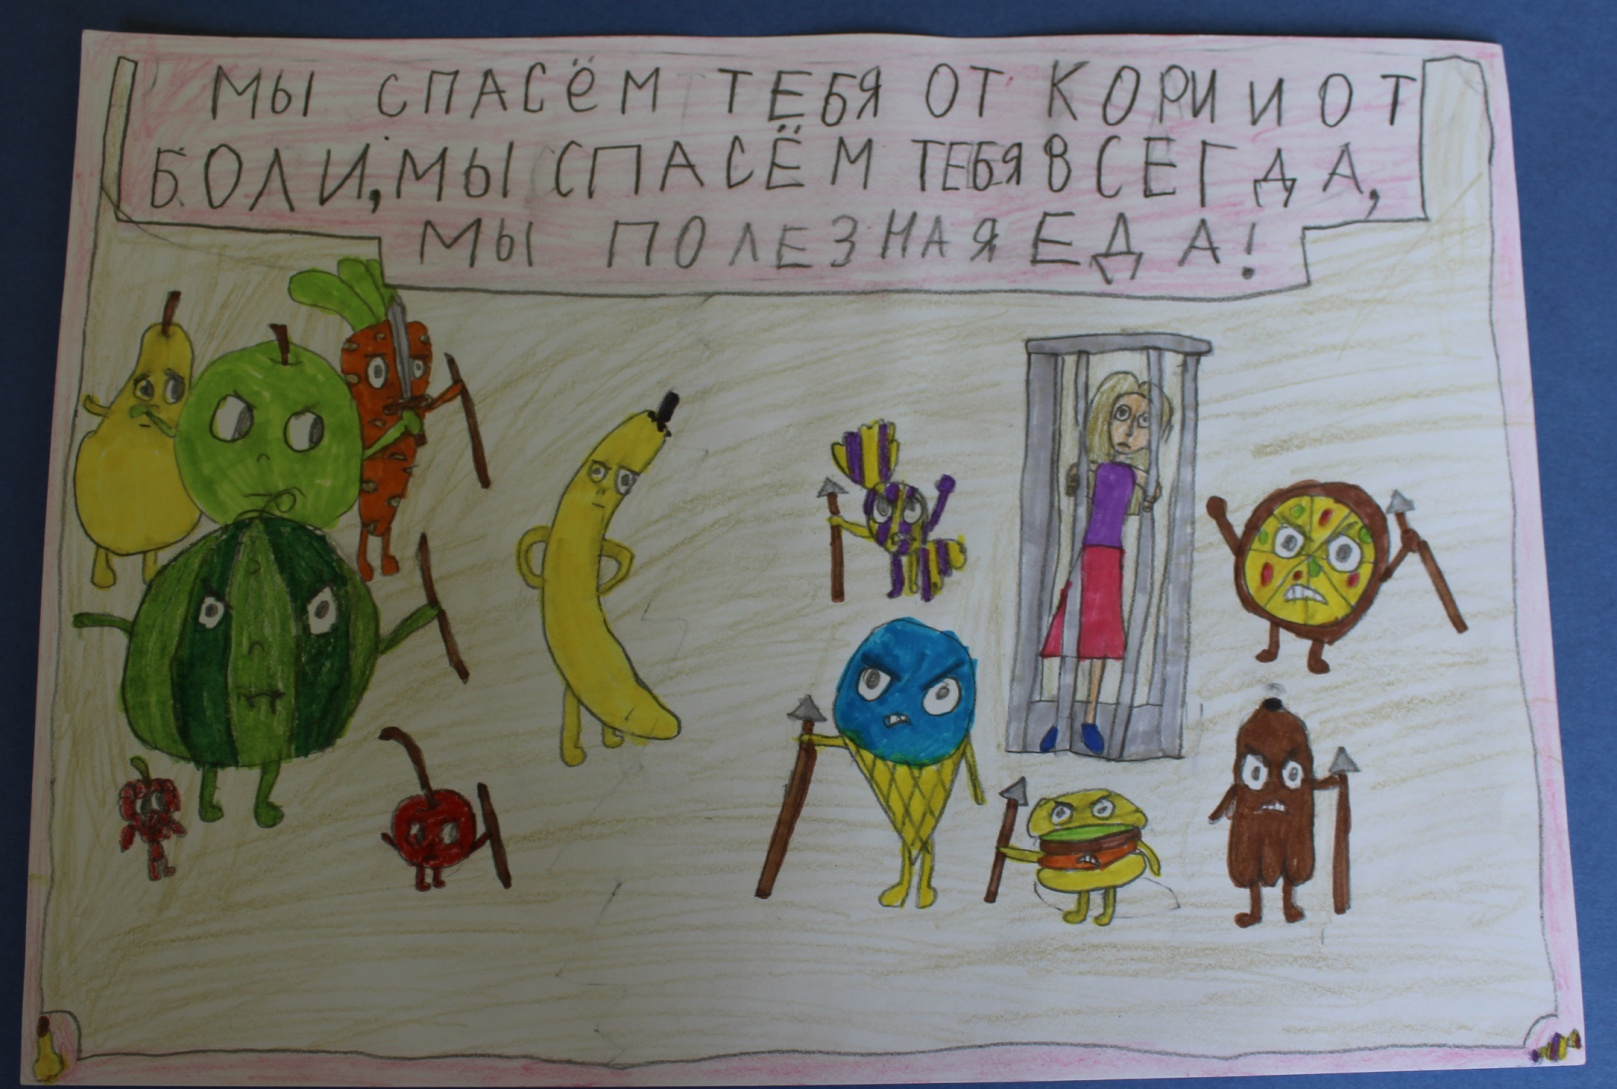 МЫ СПАСЁМ ТЕБЯ ОТ КОРИ И ОТ
БОЛИ, МЫ СПАСЁМ ТЕБЯ ВСЕГДА,
МЫ ПОЛЕЗНАЯ ЕДА!